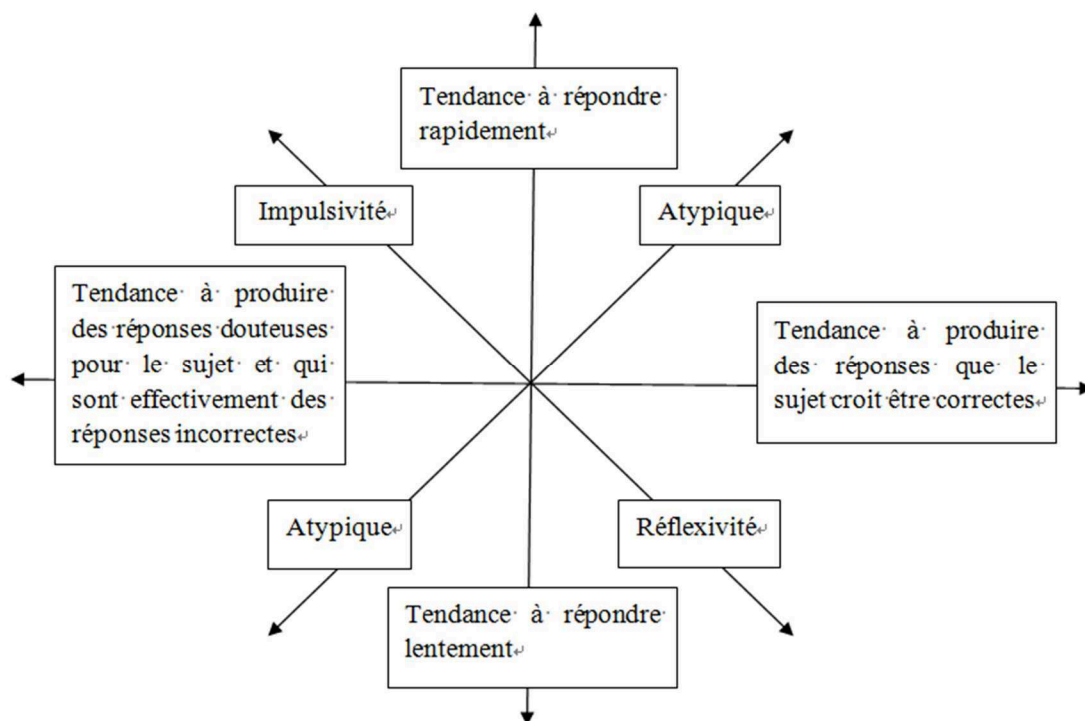 Tendance à répondre
rapidement
Impulsivité
Atypique
Tendance à produire
des réponses douteuses
pour le sujet et qui
sont effectivement des
réponses incorrectes
Tendance à produire
des réponses que le
sujet croit être correctes
Atypique
Réflexivité
Tendance à répondre
lentement